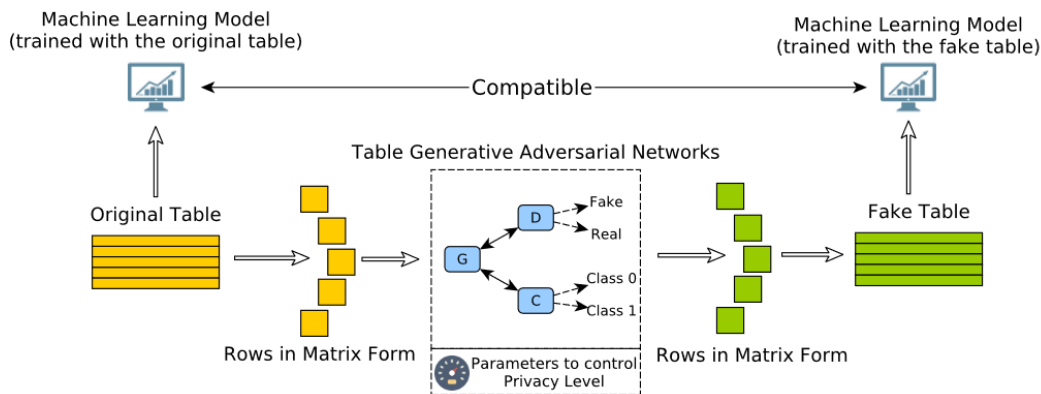 Machine Learning Model
(trained with the original table)
Machine Learning Model
(trained with the fake table)
Compatible
Table Generative Adversarial Networks
Original Table
Fake Table
D
Fake
Real
G
C
Class 0
Class 1
Rows in Matrix Form
Rows in Matrix Form
Parameters to control
Privacy Level